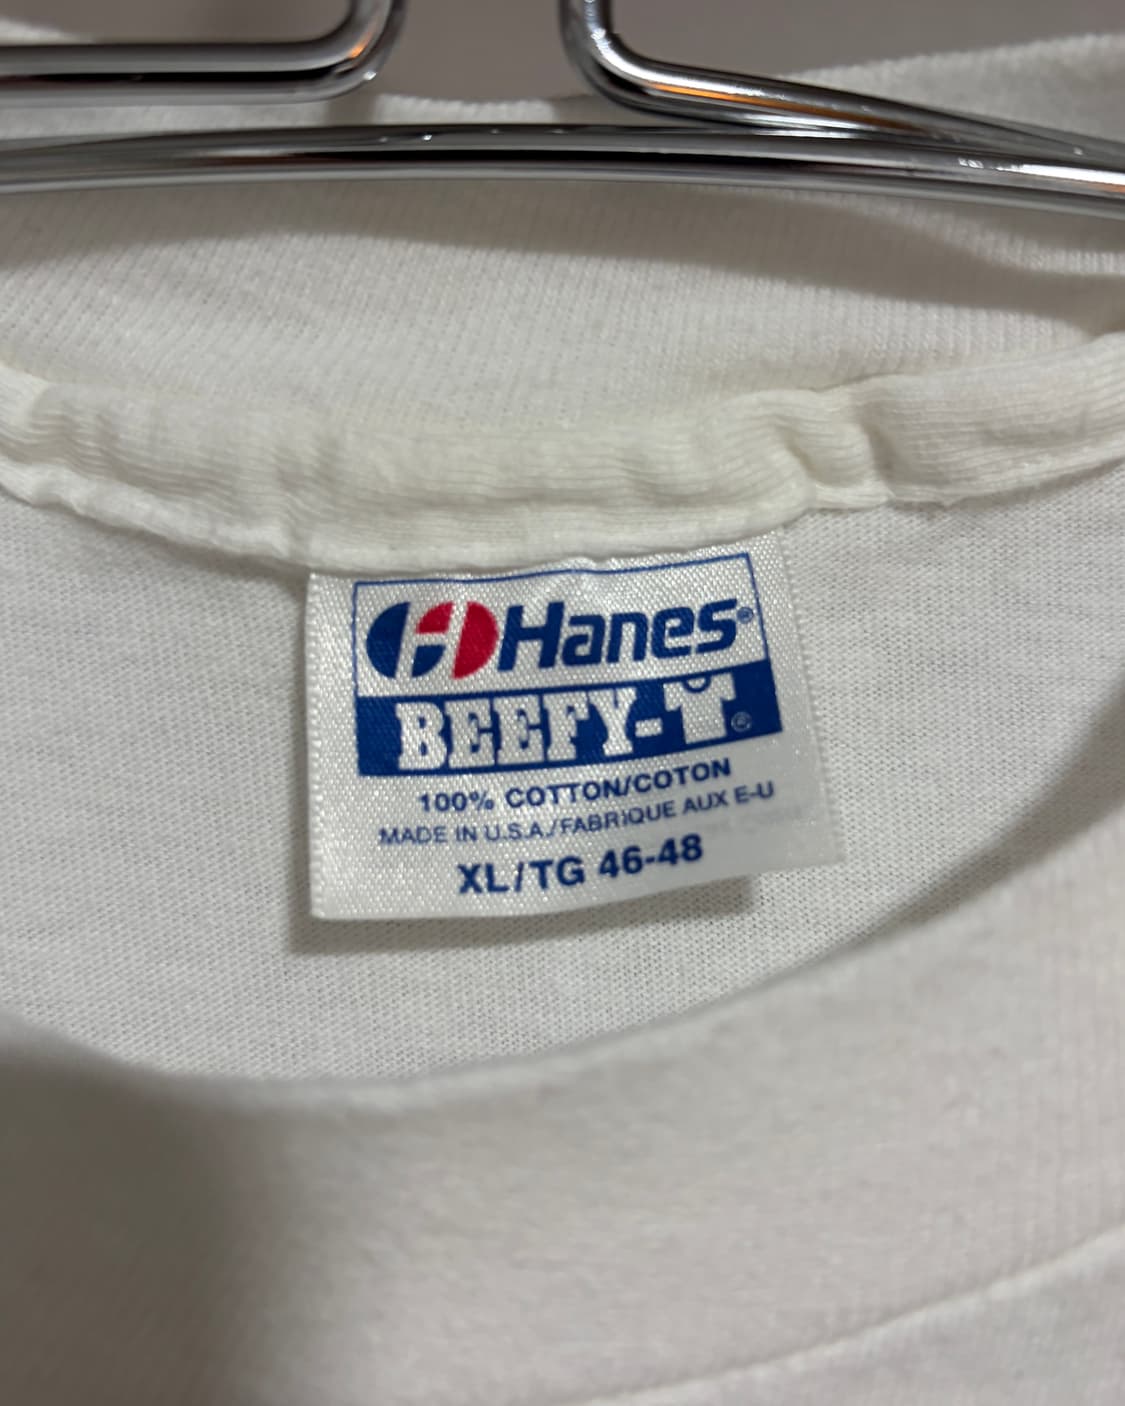 Hanes®
BEEFY-T®
100% COTTON/COTON
MADE IN U.S.A./FABRIQUE AUX E-U
XL/TG 46-48